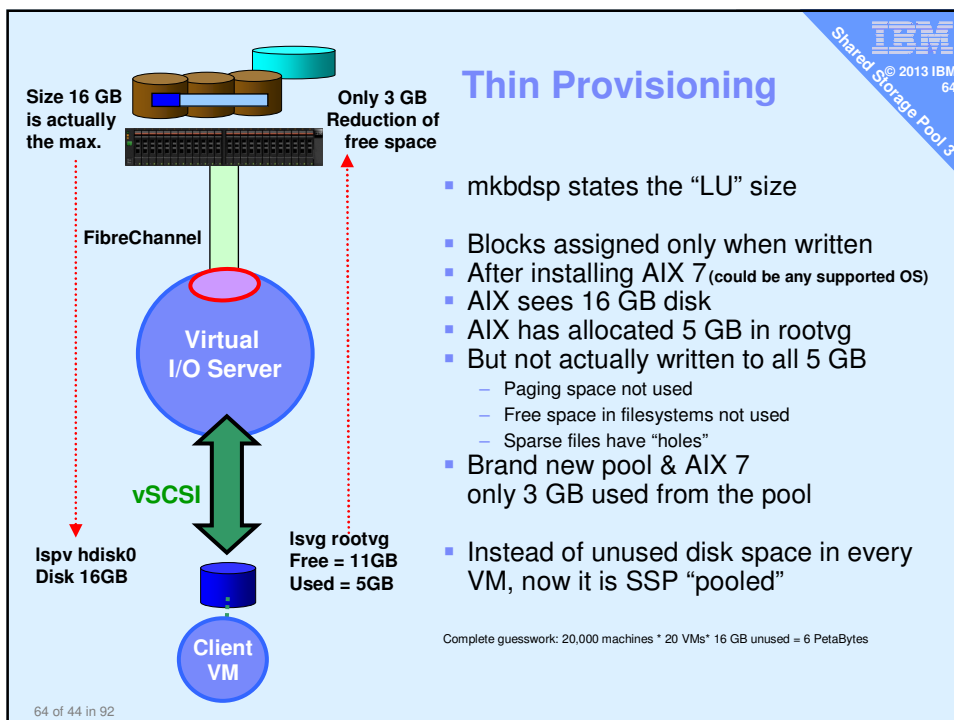 IBM
© 2013 IBM
64
Shared Storage Pool 3
Thin Provisioning
Size 16 GB
is actually
the max.
Only 3 GB
Reduction of
free space
FibreChannel
Virtual
I/O Server
vSCSI
lspv hdisk0
Disk 16GB
lsvg rootvg
Free = 11GB
Used = 5GB
Client
VM
mkbdsp states the “LU” size
Blocks assigned only when written
After installing AIX 7 (could be any supported OS)
AIX sees 16 GB disk
AIX has allocated 5 GB in rootvg
But not actually written to all 5 GB
– Paging space not used
– Free space in filesystems not used
– Sparse files have “holes”
Brand new pool & AIX 7
only 3 GB used from the pool
Instead of unused disk space in every
VM, now it is SSP “pooled”
Complete guesswork: 20,000 machines * 20 VMs* 16 GB unused = 6 PetaBytes
64 of 44 in 92